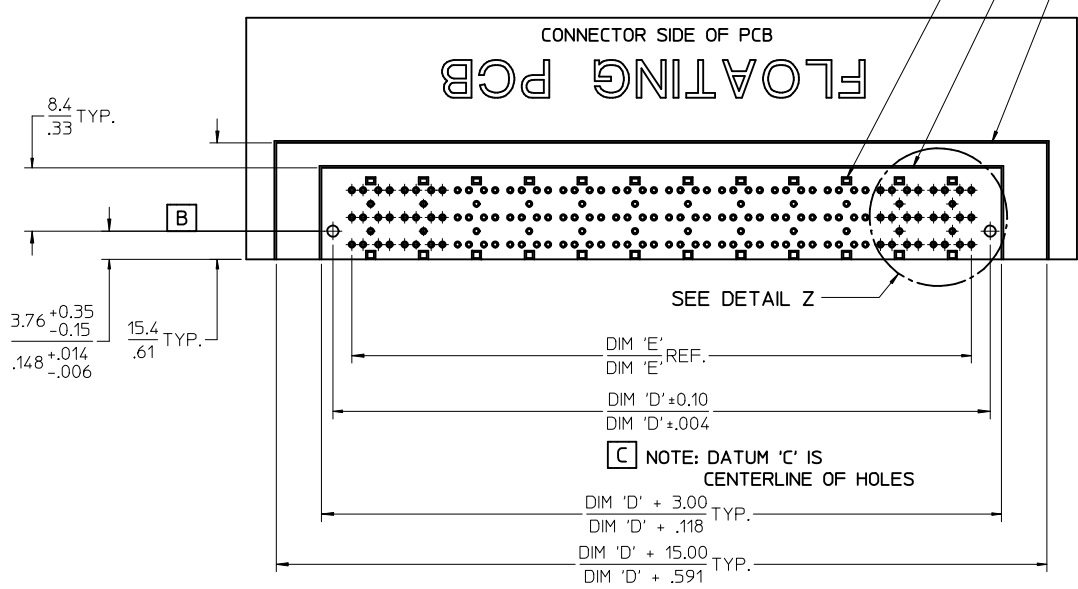 CONNECTOR SIDE OF PCB
FLOATING PCB
8.4
.33
TYP.
B
3.76 +0.35
-0.15
.148 +.014
-.006
15.4
.61
TYP.
SEE DETAIL Z
DIM 'E'
DIM 'E'
REF.
DIM 'D'±0.10
DIM 'D'±.004
C NOTE: DATUM 'C' IS
CENTERLINE OF HOLES
DIM 'D' + 3.00
DIM 'D' + .118
TYP.
DIM 'D' + 15.00
DIM 'D' + .591
TYP.